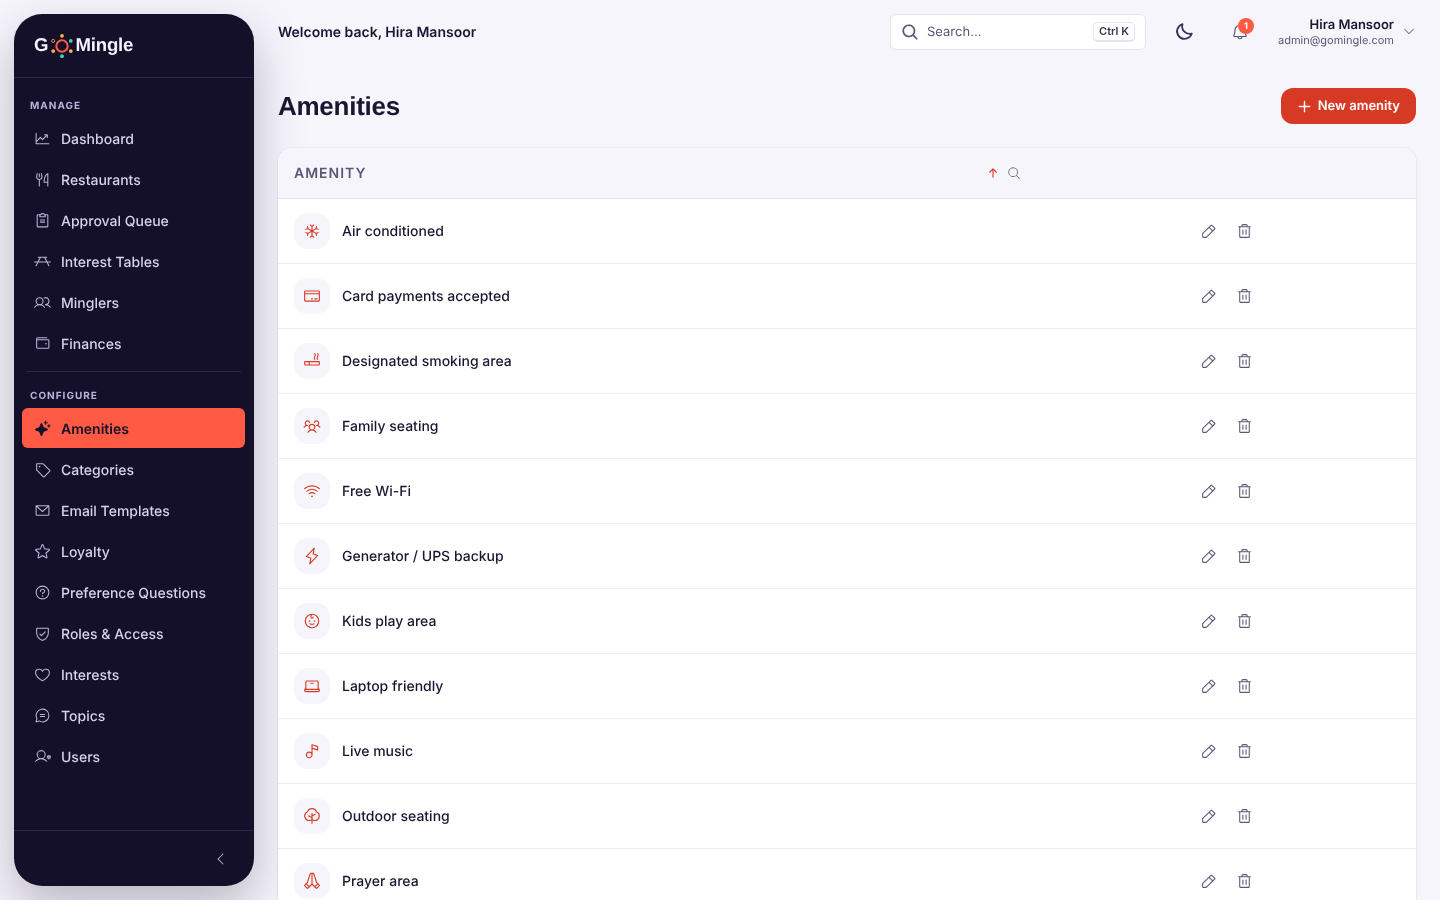 GoMingle
MANAGE
Dashboard
Restaurants
Approval Queue
Interest Tables
Minglers
Finances
CONFIGURE
Amenities
Categories
Email Templates
Loyalty
Preference Questions
Roles & Access
Interests
Topics
Users
Welcome back, Hira Mansoor
Search...
Ctrl K
1
Hira Mansoor
admin@gomingle.com
Amenities
New amenity
AMENITY
Air conditioned
Card payments accepted
Designated smoking area
Family seating
Free Wi-Fi
Generator / UPS backup
Kids play area
Laptop friendly
Live music
Outdoor seating
Prayer area